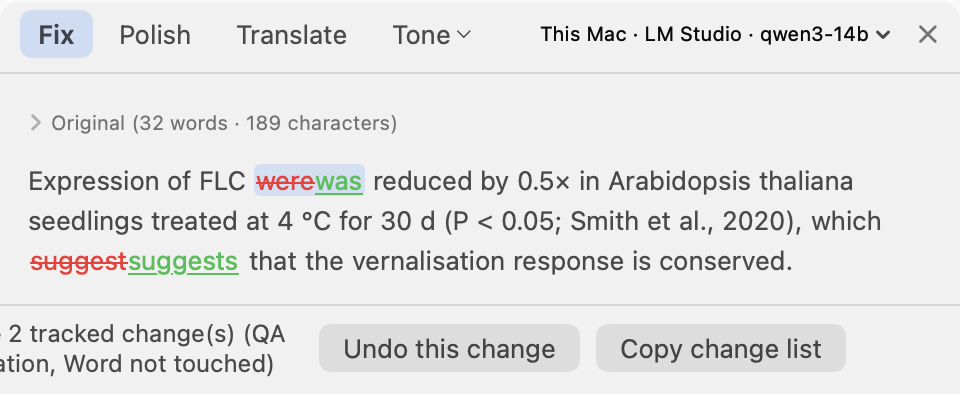 Fix Polish Translate Tone This Mac · LM Studio · qwen3-14b
Original (32 words · 189 characters)
Expression of FLC werewas reduced by 0.5× in Arabidopsis thaliana
seedlings treated at 4 °C for 30 d (P < 0.05; Smith et al., 2020), which
suggestsuggests that the vernalisation response is conserved.
2 tracked change(s) (QA
Word not touched)
Undo this change Copy change list